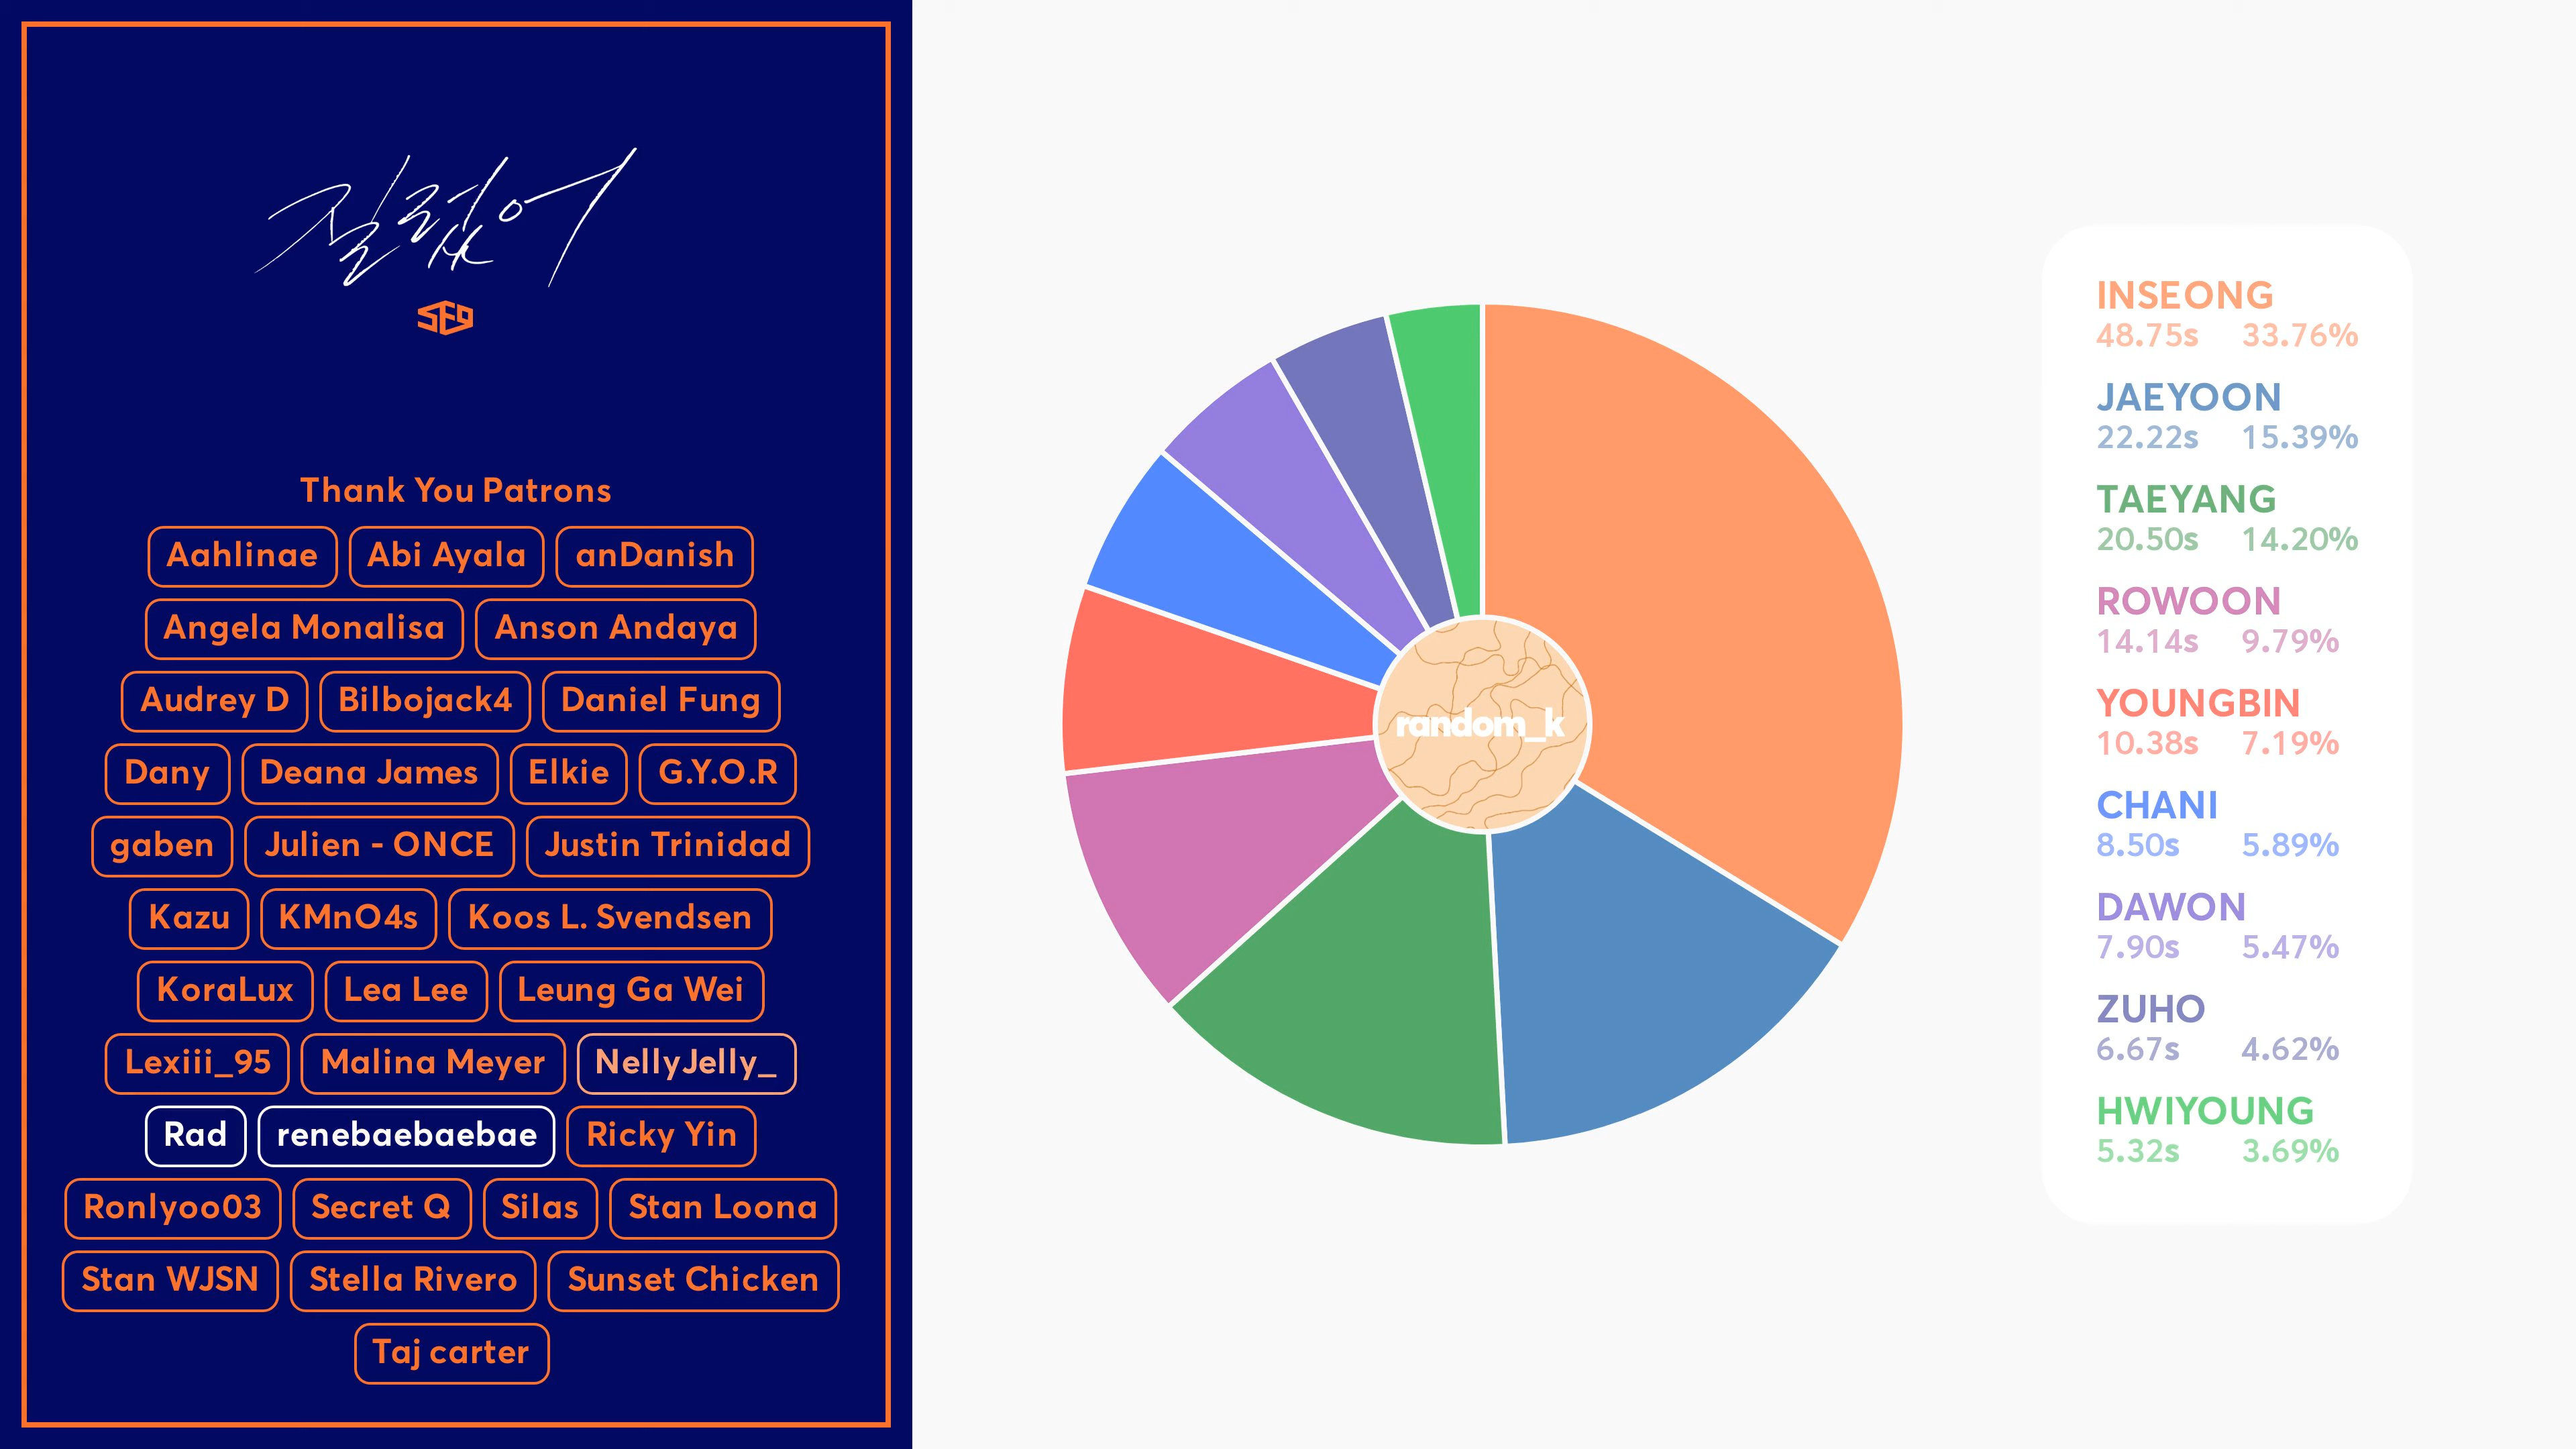 질렀어
SF9
Thank You Patrons
Aahlinae Abi Ayala anDanish
Angela Monalisa Anson Andaya
Audrey D Bilbojack4 Daniel Fung
Dany Deana James Elkie G.Y.O.R
gaben Julien - ONCE Justin Trinidad
Kazu KMnO4s Koos L. Svendsen
KoraLux Lea Lee Leung Ga Wei
Lexiii_95 Malina Meyer NellyJelly_
Rad renebaebaebae Ricky Yin
Ronlyoo03 Secret Q Silas Stan Loona
Stan WJSN Stella Rivero Sunset Chicken
Taj carter
random_k
INSEONG
48.75s 33.76%
JAEYOON
22.22s 15.39%
TAEYANG
20.50s 14.20%
ROWOON
14.14s 9.79%
YOUNGBIN
10.38s 7.19%
CHANI
8.50s 5.89%
DAWON
7.90s 5.47%
ZUHO
6.67s 4.62%
HWIYOUNG
5.32s 3.69%